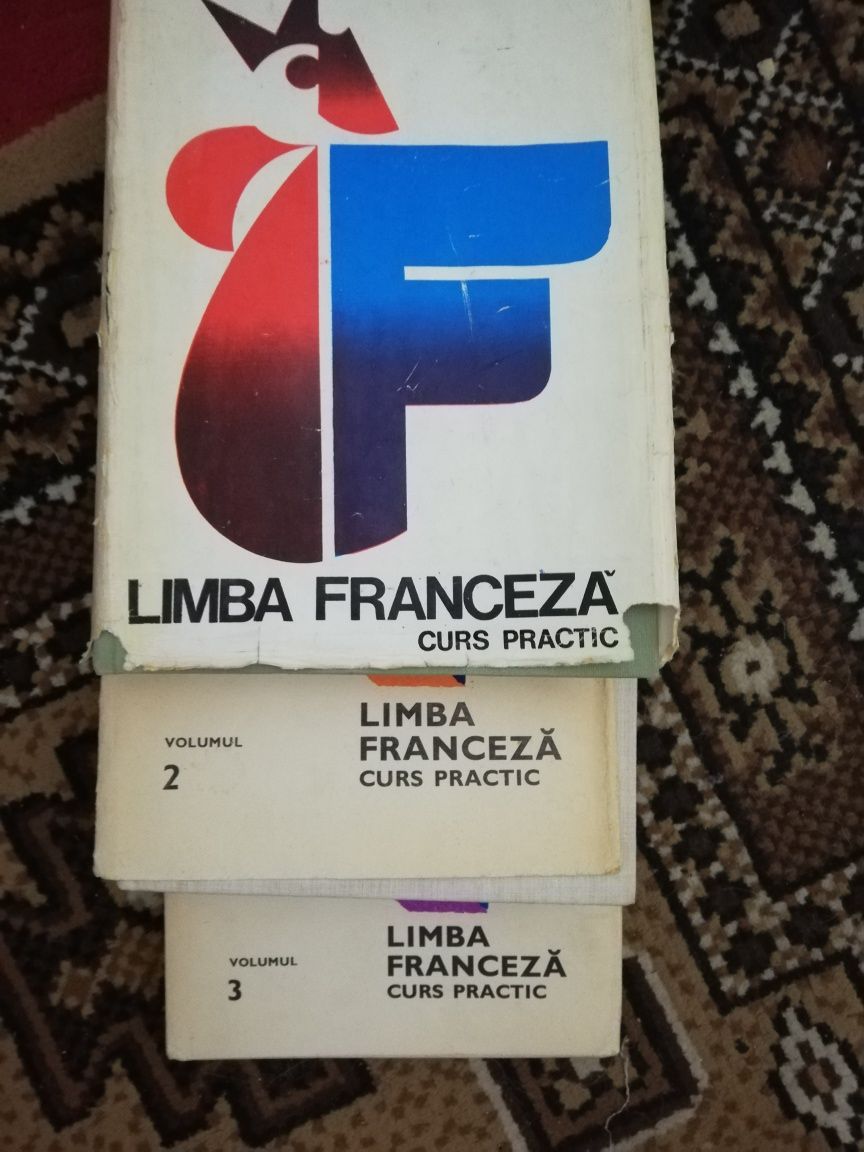 LIMBA FRANCEZĂ
CURS PRACTIC
VOLUMUL
2
LIMBA
FRANCEZĂ
CURS PRACTIC
VOLUMUL
3
LIMBA
FRANCEZĂ
CURS PRACTIC